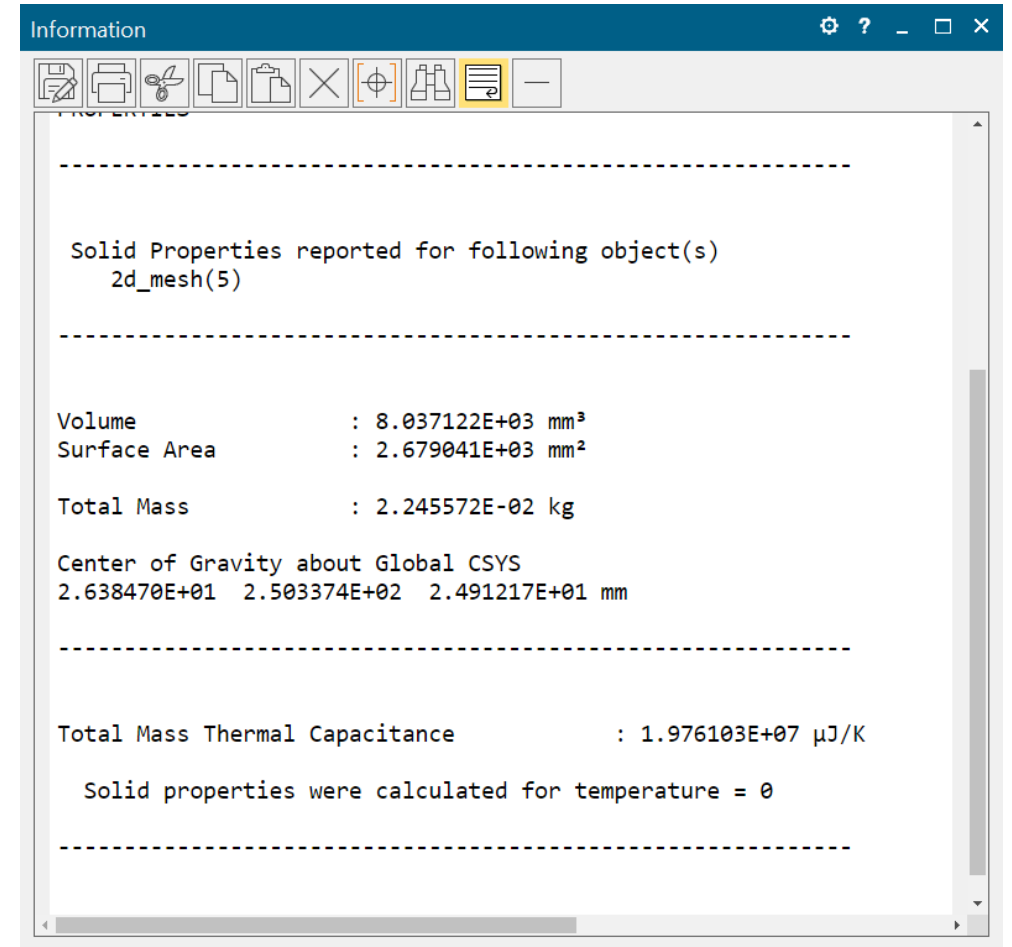 Information
PROPERTIES
------------------------------------------------------------
Solid Properties reported for following object(s)
2d_mesh(5)
------------------------------------------------------------
Volume : 8.037122E+03 mm³
Surface Area : 2.679041E+03 mm²
Total Mass : 2.245572E-02 kg
Center of Gravity about Global CSYS
2.638470E+01 2.503374E+02 2.491217E+01 mm
------------------------------------------------------------
Total Mass Thermal Capacitance : 1.976103E+07 µJ/K
Solid properties were calculated for temperature = 0
------------------------------------------------------------